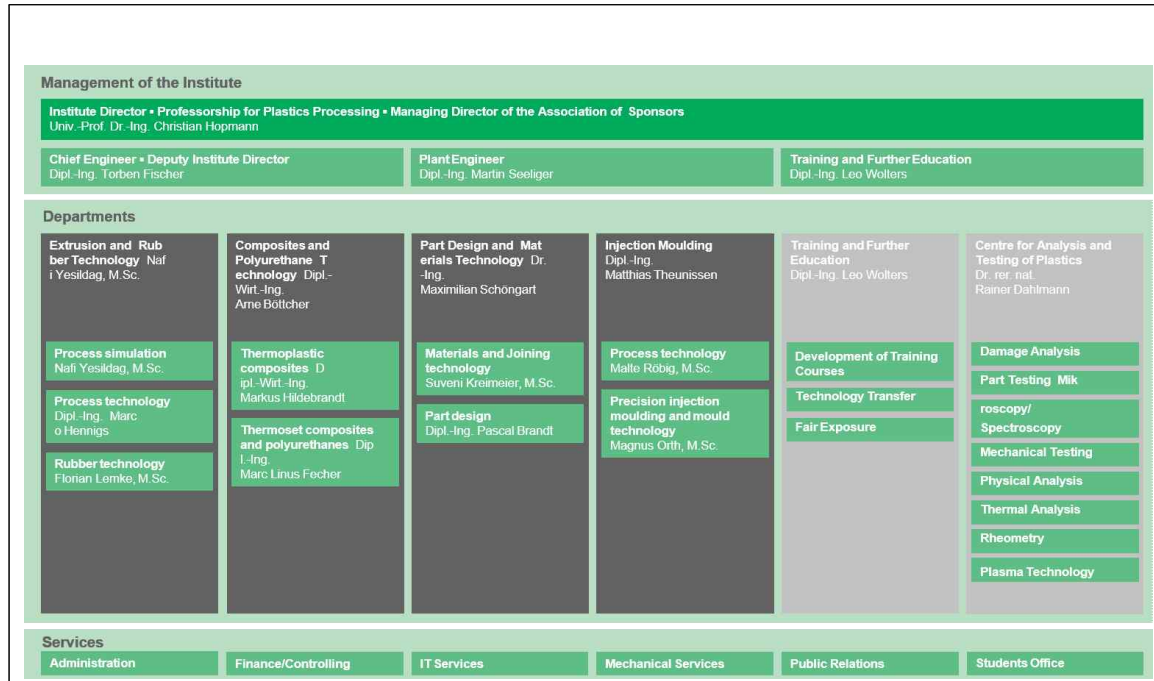 Management of the Institute
Institute Director ▪ Professorship for Plastics Processing ▪ Managing Director of the Association of Sponsors
Univ.-Prof. Dr.-Ing. Christian Hopmann
Chief Engineer ▪ Deputy Institute Director
Dipl.-Ing. Torben Fischer
Plant Engineer
Dipl.-Ing. Martin Seeliger
Training and Further Education
Dipl.-Ing. Leo Wolters
Departments
Extrusion and Rub
ber Technology Naf
i Yesildag, M.Sc.
Process simulation
Nafi Yesildag, M.Sc.
Process technology
Dipl.-Ing. Marc
o Hennigs
Rubber technology
Florian Lemke, M.Sc.
Composites and
Polyurethane T
echnology Dipl.-
Wirt.-Ing.
Arne Böttcher
Thermoplastic
composites D
ipl.-Wirt.-Ing.
Markus Hildebrandt
Thermoset composites
and polyurethanes Dip
l.-Ing.
Marc Linus Fecher
Part Design and Mat
erials Technology Dr.
-Ing.
Maximilian Schöngart
Materials and Joining
technology
Suveni Kreimeier, M.Sc.
Part design
Dipl.-Ing. Pascal Brandt
Injection Moulding
Dipl.-Ing.
Matthias Theunissen
Process technology
Malte Röbig, M.Sc.
Precision injection
moulding and mould
technology
Magnus Orth, M.Sc.
Training and Further
Education
Dipl.-Ing. Leo Wolters
Development of Training
Courses
Technology Transfer
Fair Exposure
Centre for Analysis and
Testing of Plastics
Dr. rer. nat.
Rainer Dahlmann
Damage Analysis
Part Testing Mik
roscopy/
Spectroscopy
Mechanical Testing
Physical Analysis
Thermal Analysis
Rheometry
Plasma Technology
Services
Administration
Finance/Controlling
IT Services
Mechanical Services
Public Relations
Students Office